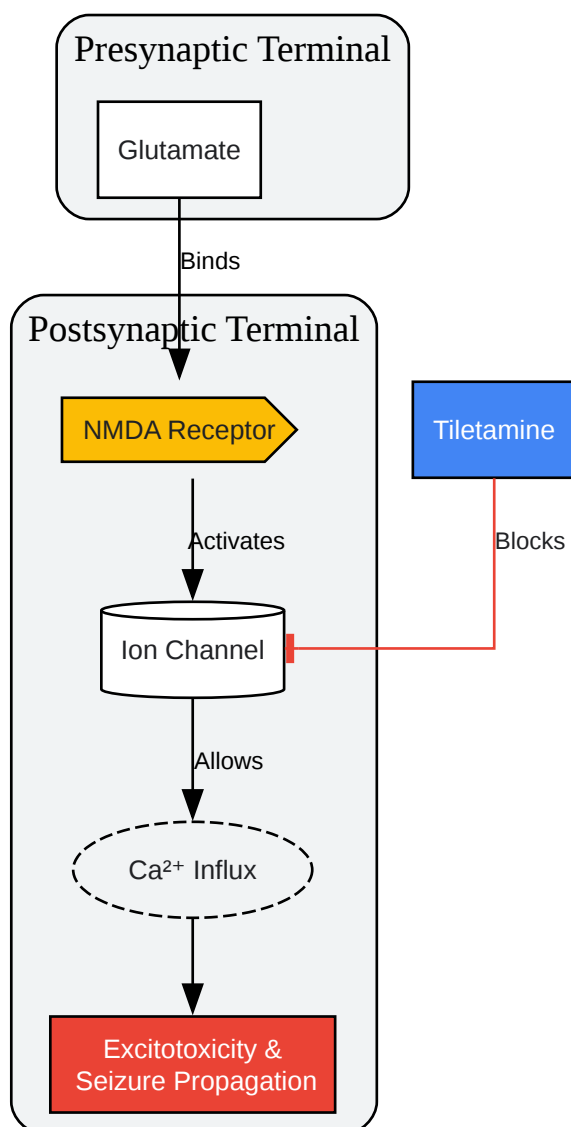 Presynaptic Terminal
Glutamate
Binds
Postsynaptic Terminal
NMDA Receptor
Tiletamine
Activates
Blocks
Ion Channel
Allows
Ca²⁺ Influx
Excitotoxicity &
Seizure Propagation